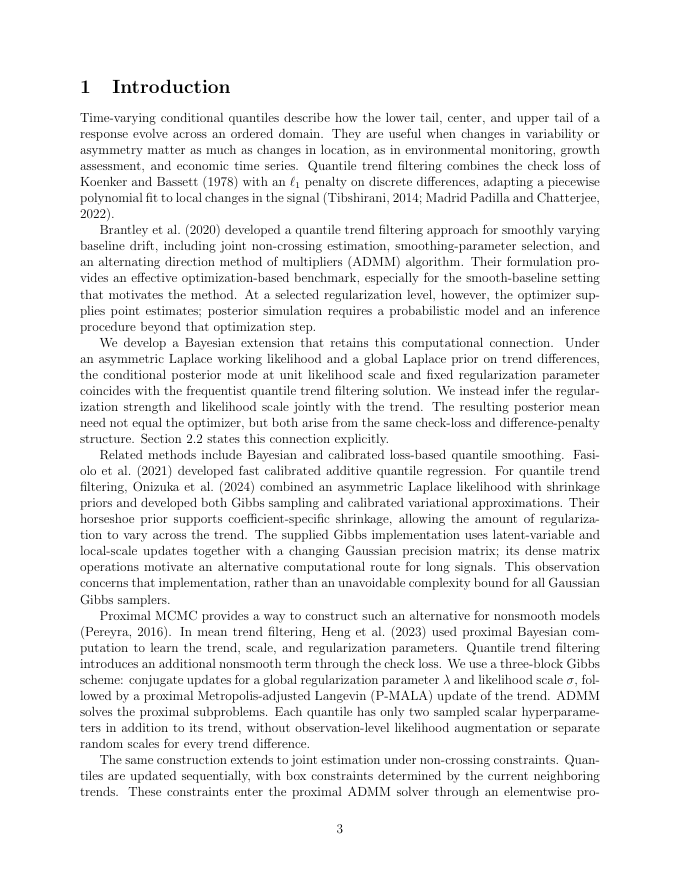 1 Introduction
Time-varying conditional quantiles describe how the lower tail, center, and upper tail of a
response evolve across an ordered domain. They are useful when changes in variability or
asymmetry matter as much as changes in location, as in environmental monitoring, growth
assessment, and economic time series. Quantile trend filtering combines the check loss of
Koenker and Bassett (1978) with an ℓ₁ penalty on discrete differences, adapting a piecewise
polynomial fit to local changes in the signal (Tibshirani, 2014; Madrid Padilla and Chatterjee,
2022).
Brantley et al. (2020) developed a quantile trend filtering approach for smoothly varying
baseline drift, including joint non-crossing estimation, smoothing-parameter selection, and
an alternating direction method of multipliers (ADMM) algorithm. Their formulation pro-
vides an effective optimization-based benchmark, especially for the smooth-baseline setting
that motivates the method. At a selected regularization level, however, the optimizer sup-
plies point estimates; posterior simulation requires a probabilistic model and an inference
procedure beyond that optimization step.
We develop a Bayesian extension that retains this computational connection. Under
an asymmetric Laplace working likelihood and a global Laplace prior on trend differences,
the conditional posterior mode at unit likelihood scale and fixed regularization parameter
coincides with the frequentist quantile trend filtering solution. We instead infer the regular-
ization strength and likelihood scale jointly with the trend. The resulting posterior mean
need not equal the optimizer, but both arise from the same check-loss and difference-penalty
structure. Section 2.2 states this connection explicitly.
Related methods include Bayesian and calibrated loss-based quantile smoothing. Fasi-
olo et al. (2021) developed fast calibrated additive quantile regression. For quantile trend
filtering, Onizuka et al. (2024) combined an asymmetric Laplace likelihood with shrinkage
priors and developed both Gibbs sampling and calibrated variational approximations. Their
horseshoe prior supports coefficient-specific shrinkage, allowing the amount of regulariza-
tion to vary across the trend. The supplied Gibbs implementation uses latent-variable and
local-scale updates together with a changing Gaussian precision matrix; its dense matrix
operations motivate an alternative computational route for long signals. This observation
concerns that implementation, rather than an unavoidable complexity bound for all Gaussian
Gibbs samplers.
Proximal MCMC provides a way to construct such an alternative for nonsmooth models
(Pereyra, 2016). In mean trend filtering, Heng et al. (2023) used proximal Bayesian com-
putation to learn the trend, scale, and regularization parameters. Quantile trend filtering
introduces an additional nonsmooth term through the check loss. We use a three-block Gibbs
scheme: conjugate updates for a global regularization parameter λ and likelihood scale σ, fol-
lowed by a proximal Metropolis-adjusted Langevin (P-MALA) update of the trend. ADMM
solves the proximal subproblems. Each quantile has only two sampled scalar hyperparame-
ters in addition to its trend, without observation-level likelihood augmentation or separate
random scales for every trend difference.
The same construction extends to joint estimation under non-crossing constraints. Quan-
tiles are updated sequentially, with box constraints determined by the current neighboring
trends. These constraints enter the proximal ADMM solver through an elementwise pro-
3